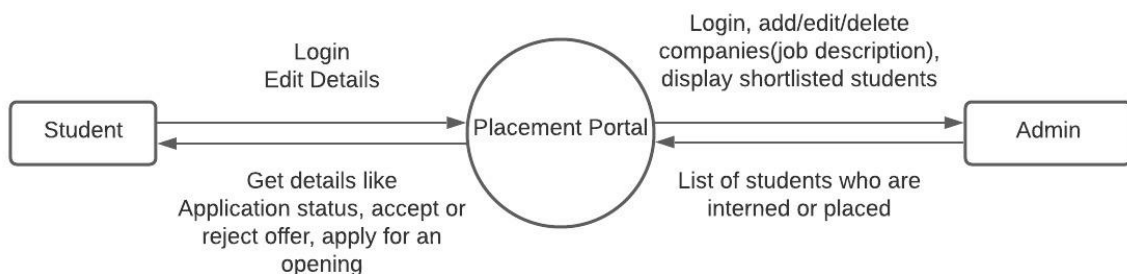 Login
Edit Details
Login, add/edit/delete
companies(job description),
display shortlisted students
Student
Placement Portal
Admin
Get details like
Application status, accept or
reject offer, apply for an
opening
List of students who are
interned or placed